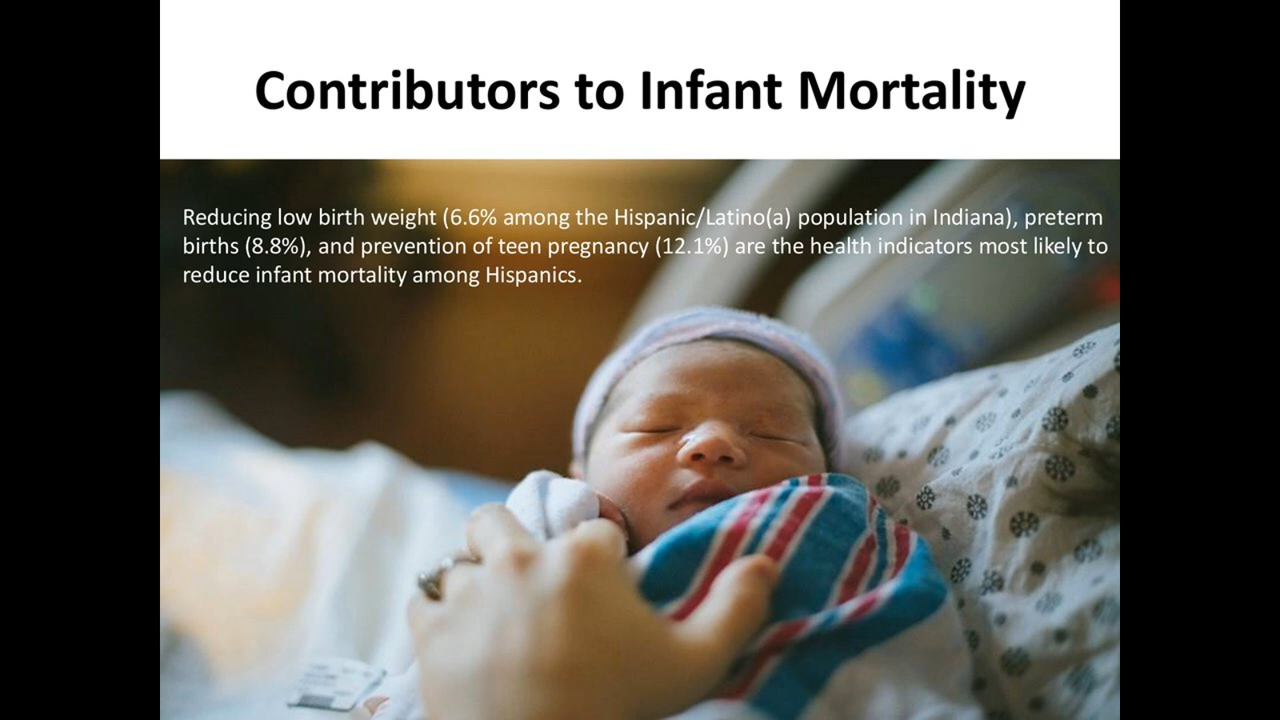 Contributors to Infant Mortality
Reducing low birth weight (6.6% among the Hispanic/Latino(a) population in Indiana), preterm
births (8.8%), and prevention of teen pregnancy (12.1%) are the health indicators most likely to
reduce infant mortality among Hispanics.